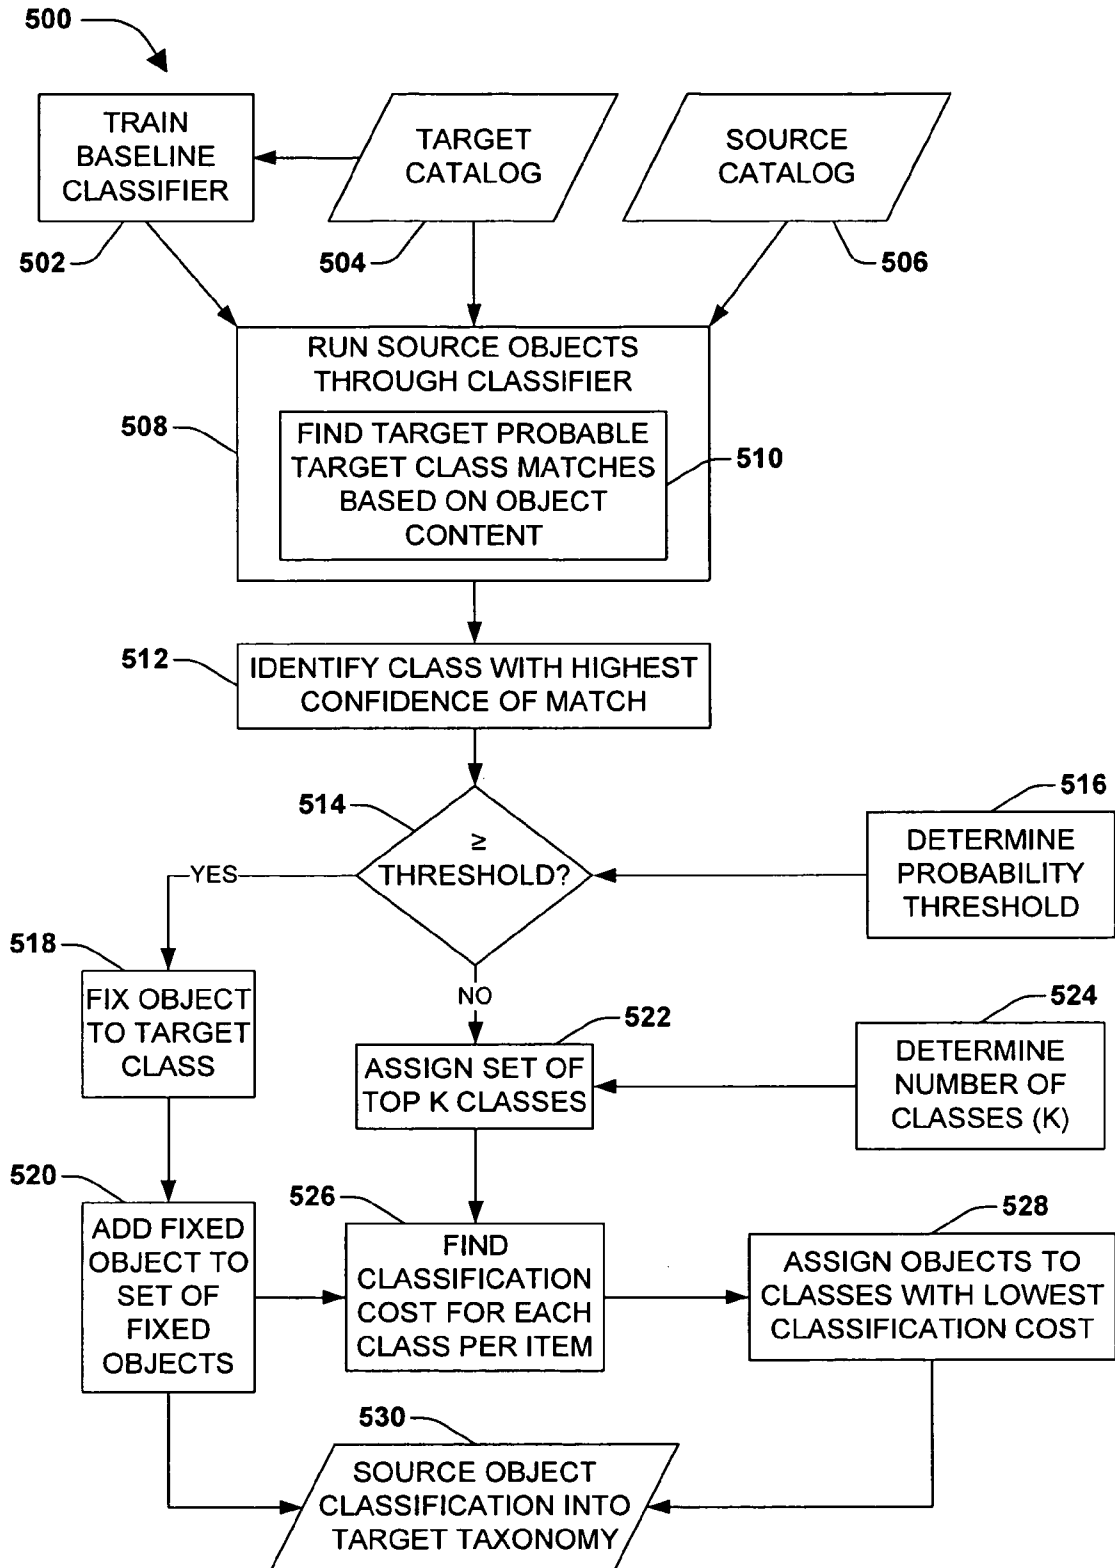 500
TRAIN
BASELINE
CLASSIFIER
502
TARGET
CATALOG
504
SOURCE
CATALOG
506
RUN SOURCE OBJECTS
THROUGH CLASSIFIER
508
FIND TARGET PROBABLE
TARGET CLASS MATCHES
BASED ON OBJECT
CONTENT
510
512
IDENTIFY CLASS WITH HIGHEST
CONFIDENCE OF MATCH
514
≥
THRESHOLD?
516
DETERMINE
PROBABILITY
THRESHOLD
YES
518
FIX OBJECT
TO TARGET
CLASS
NO
522
ASSIGN SET OF
TOP K CLASSES
524
DETERMINE
NUMBER OF
CLASSES (K)
520
ADD FIXED
OBJECT TO
SET OF
FIXED
OBJECTS
526
FIND
CLASSIFICATION
COST FOR EACH
CLASS PER ITEM
528
ASSIGN OBJECTS TO
CLASSES WITH LOWEST
CLASSIFICATION COST
530
SOURCE OBJECT
CLASSIFICATION INTO
TARGET TAXONOMY